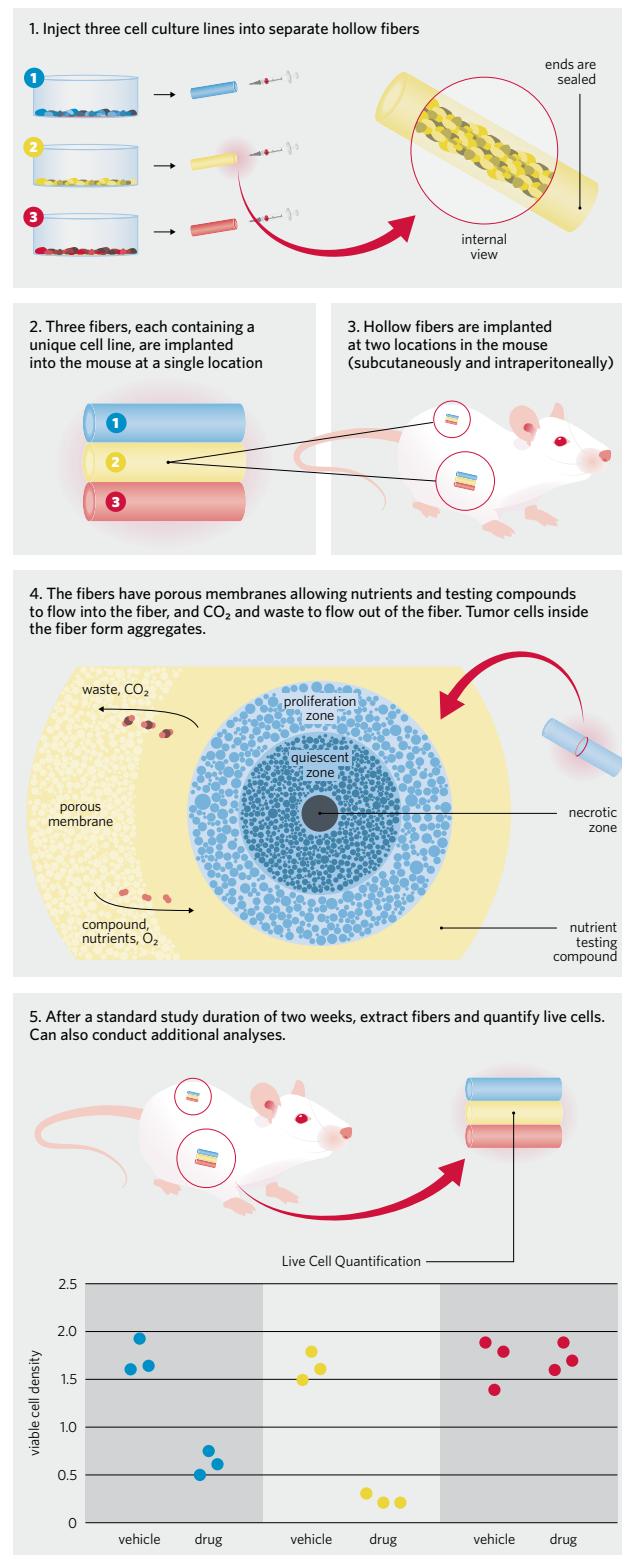 1. Inject three cell culture lines into separate hollow fibers
1
2
3
ends are
sealed
internal
view
2. Three fibers, each containing a
unique cell line, are implanted
into the mouse at a single location
1
2
3
3. Hollow fibers are implanted
at two locations in the mouse
(subcutaneously and intraperitoneally)
4. The fibers have porous membranes allowing nutrients and testing compounds
to flow into the fiber, and CO₂ and waste to flow out of the fiber. Tumor cells inside
the fiber form aggregates.
waste, CO₂
proliferation
zone
quiescent
zone
porous
membrane
necrotic
zone
compound,
nutrients, O₂
nutrient
testing
compound
5. After a standard study duration of two weeks, extract fibers and quantify live cells.
Can also conduct additional analyses.
Live Cell Quantification
viable cell density
2.5
2.0
1.5
1.0
0.5
0
vehicle drug vehicle drug vehicle drug